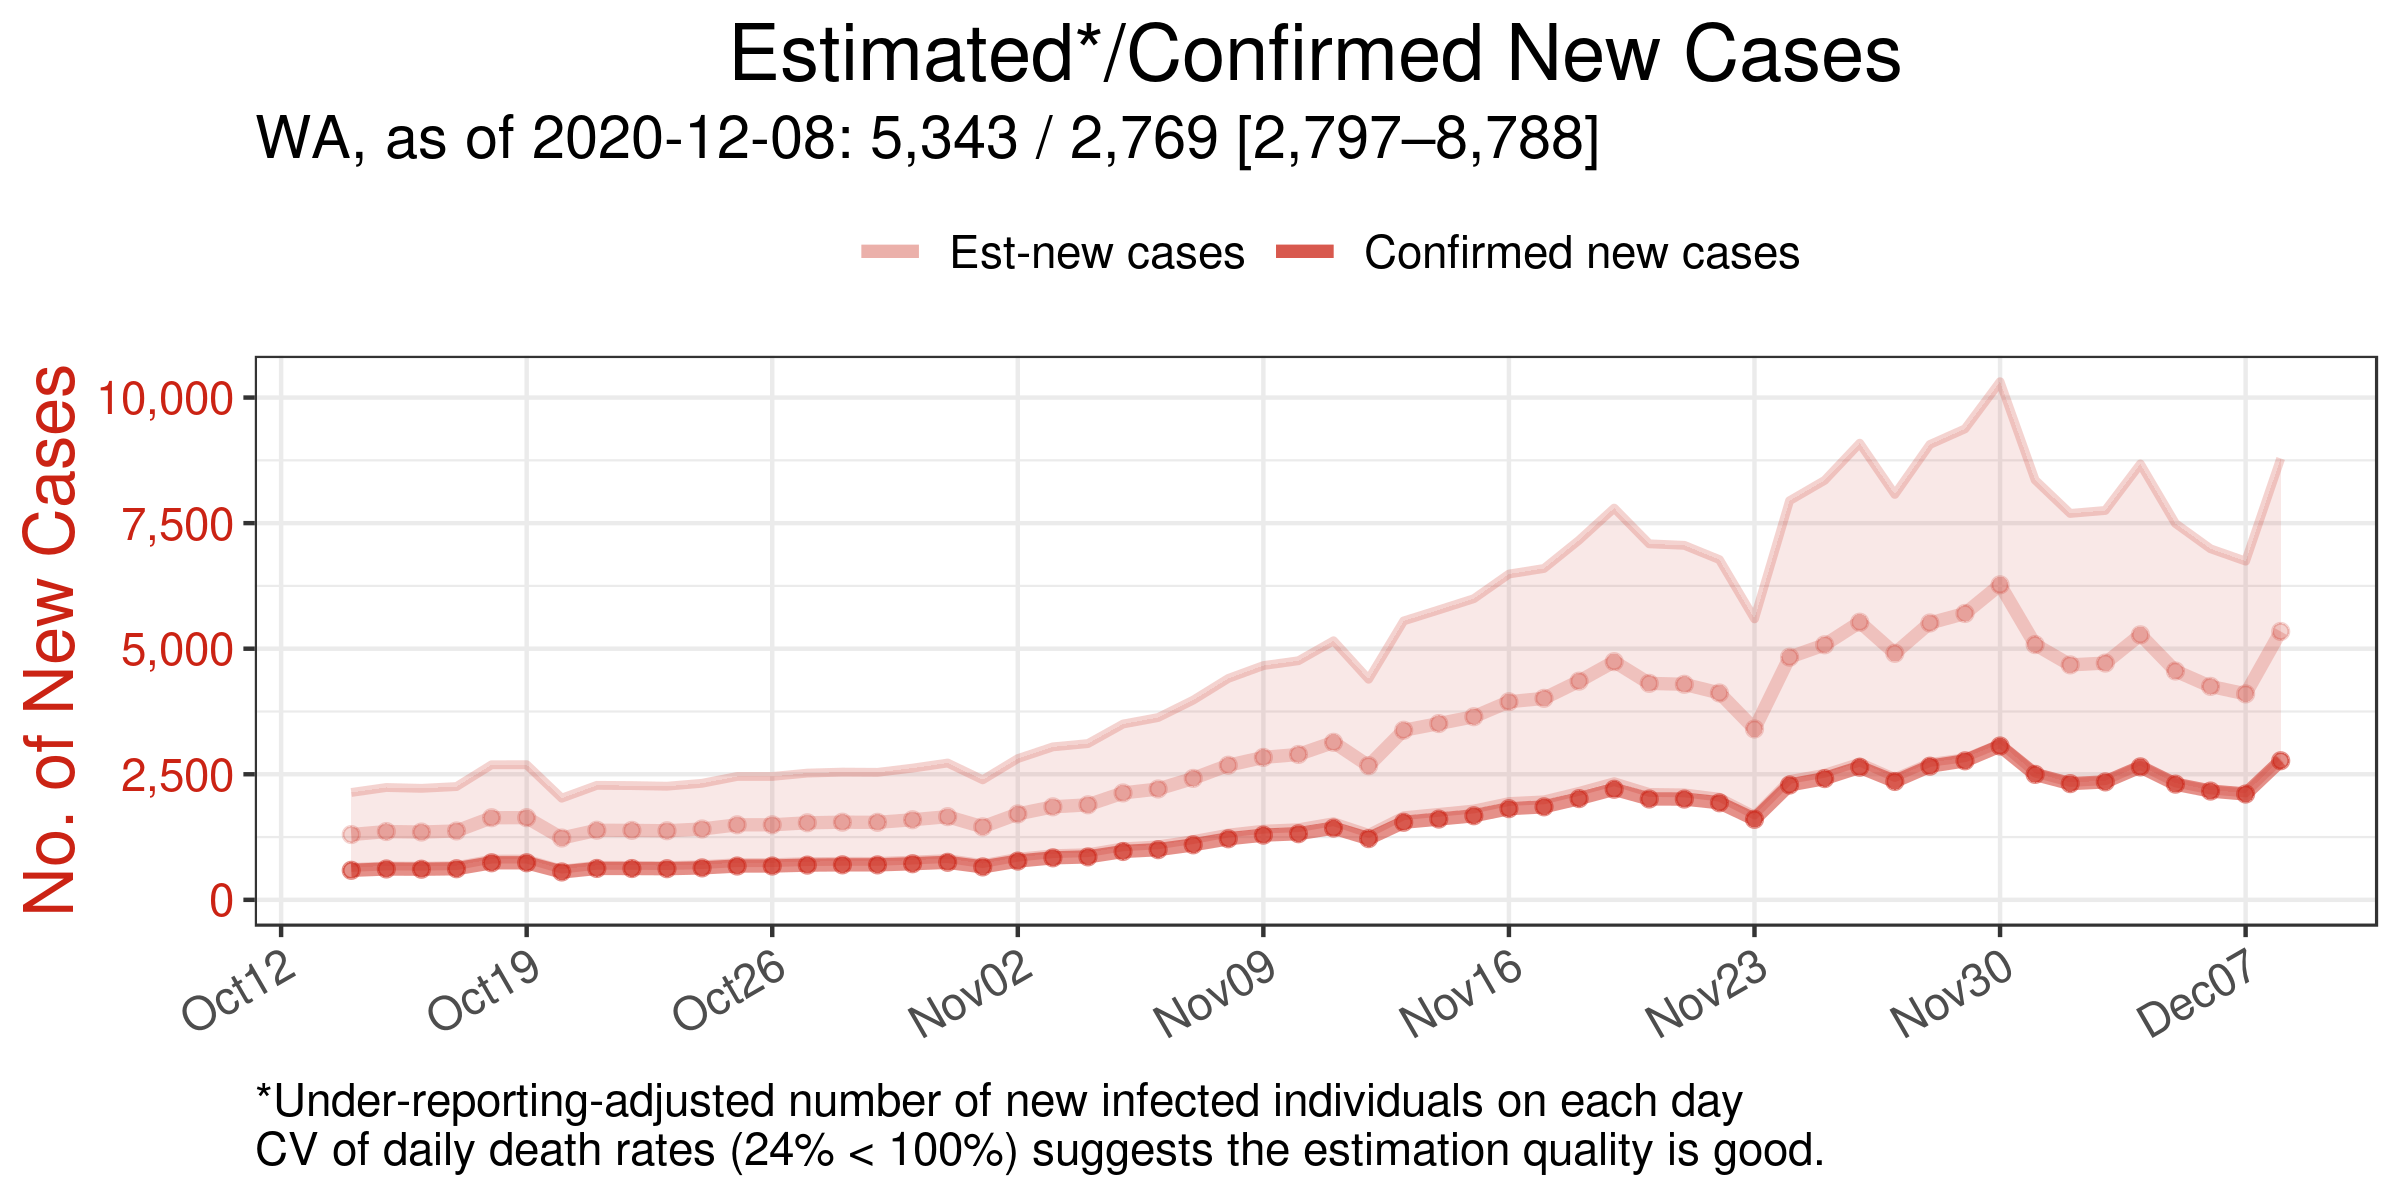 Estimated*/Confirmed New Cases
WA, as of 2020-12-08: 5,343 / 2,769 [2,797–8,788]
Est-new cases
Confirmed new cases
No. of New Cases
10,000
7,500
5,000
2,500
0
Oct12
Oct19
Oct26
Nov02
Nov09
Nov16
Nov23
Nov30
Dec07
*Under-reporting-adjusted number of new infected individuals on each day
CV of daily death rates (24% < 100%) suggests the estimation quality is good.